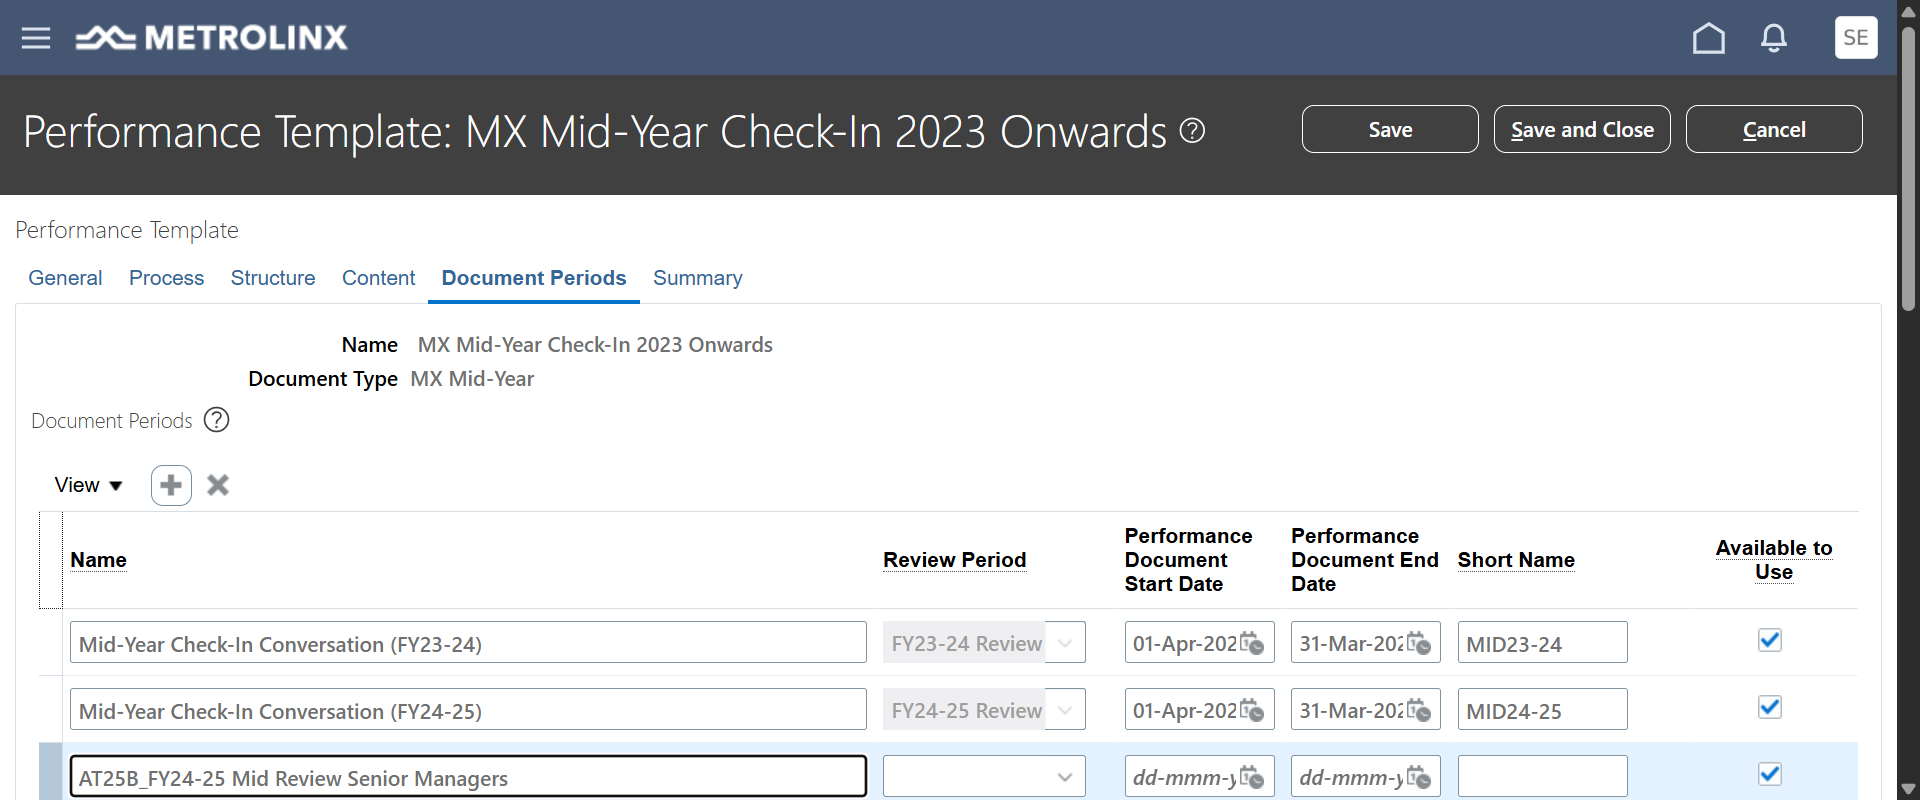 METROLINX
SE
Performance Template: MX Mid-Year Check-In 2023 Onwards ?
Save
Save and Close
Cancel
Performance Template
General Process Structure Content Document Periods Summary
Name MX Mid-Year Check-In 2023 Onwards
Document Type MX Mid-Year
Document Periods ?
View
Name Review Period Performance Document Start Date Performance Document End Date Short Name Available to Use
Mid-Year Check-In Conversation (FY23-24) FY23-24 Review 01-Apr-202 31-Mar-202 MID23-24
Mid-Year Check-In Conversation (FY24-25) FY24-25 Review 01-Apr-202 31-Mar-202 MID24-25
AT25B_FY24-25 Mid Review Senior Managers dd-mmm-y dd-mmm-y